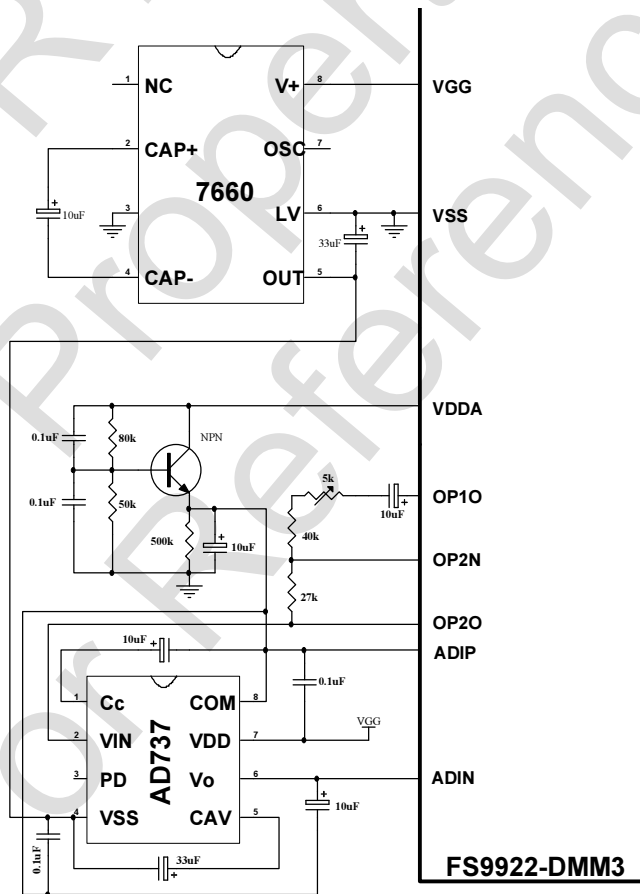 1 NC V+ 8 VGG
2 CAP+ OSC 7
7660
10uF
3 LV 6 VSS
33uF
4 CAP- OUT 5
VDDA
0.1uF 80k NPN
5k OP1O
0.1uF 50k 10uF
500k 10uF 40k
OP2N
27k
OP2O
10uF ADIP
1 Cc COM 8 0.1uF
AD737
2 VIN VDD 7 VGG
3 PD Vo 6 ADIN
10uF
4 VSS CAV 5
0.1uF
33uF
FS9922-DMM3
Proper
or Referenc